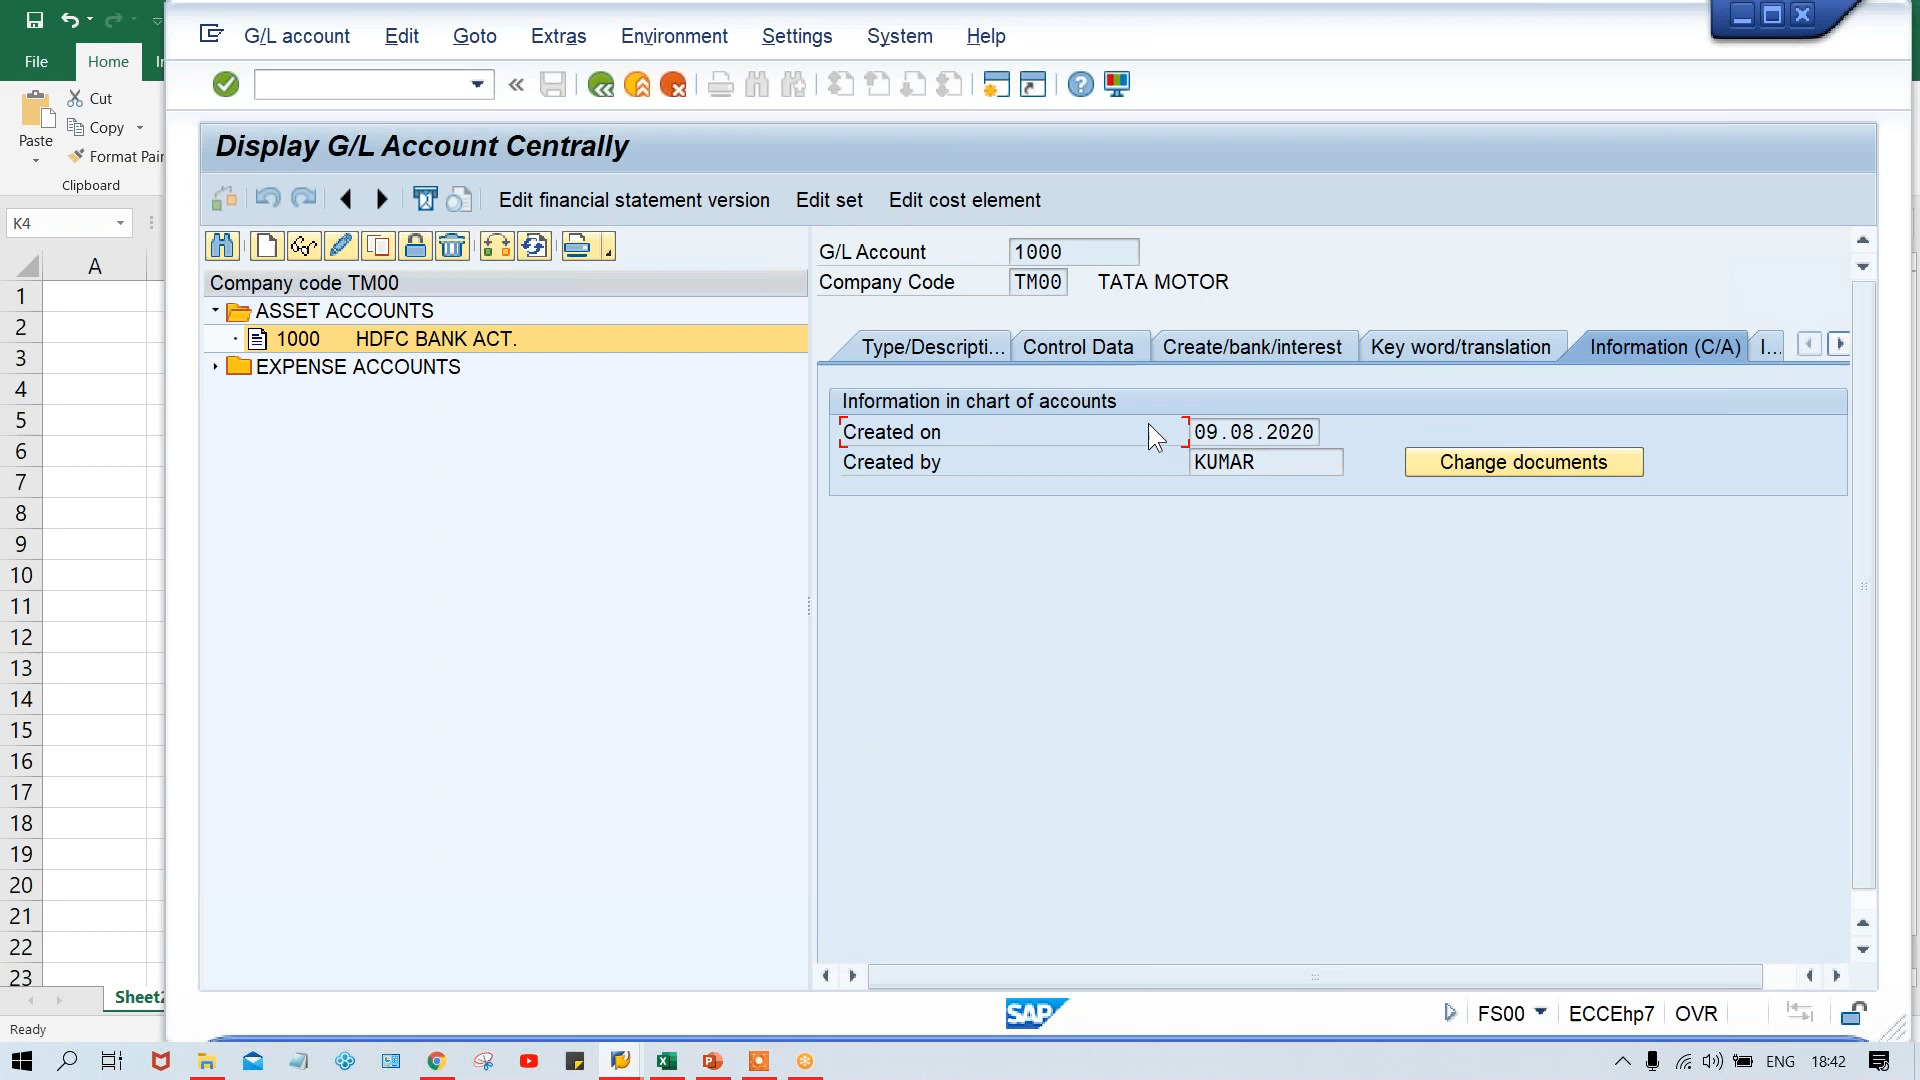 G/L account Edit Goto Extras Environment Settings System Help
File Home
Cut
Copy
Paste
Format Pai
Clipboard
Display G/L Account Centrally
Edit financial statement version Edit set Edit cost element
K4
A
1
2
3
4
5
6
7
8
9
10
11
12
13
14
15
16
17
18
19
20
21
22
23
Company code TM00
ASSET ACCOUNTS
1000 HDFC BANK ACT.
EXPENSE ACCOUNTS
G/L Account 1000
Company Code TM00 TATA MOTOR
Type/Descripti... Control Data Create/bank/interest Key word/translation Information (C/A) I...
Information in chart of accounts
Created on 09.08.2020
Created by KUMAR Change documents
Sheet2
Ready
SAP
FS00 ECCEhp7 OVR
ENG 18:42